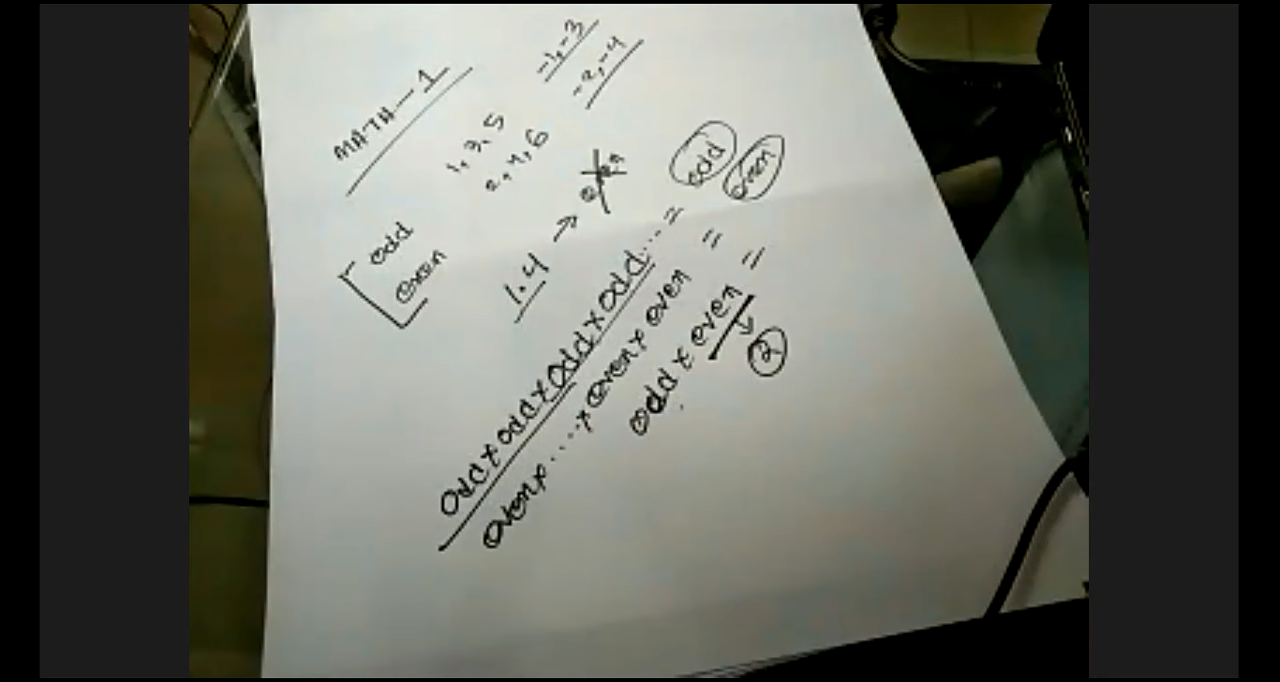 MATH-1
odd 1, 3, 5 -1, -3
even 2, 4, 6 -2, -4
1.4 → even
odd x odd x odd x odd x odd... = odd
even x ....x even x even = even
odd x even =
2